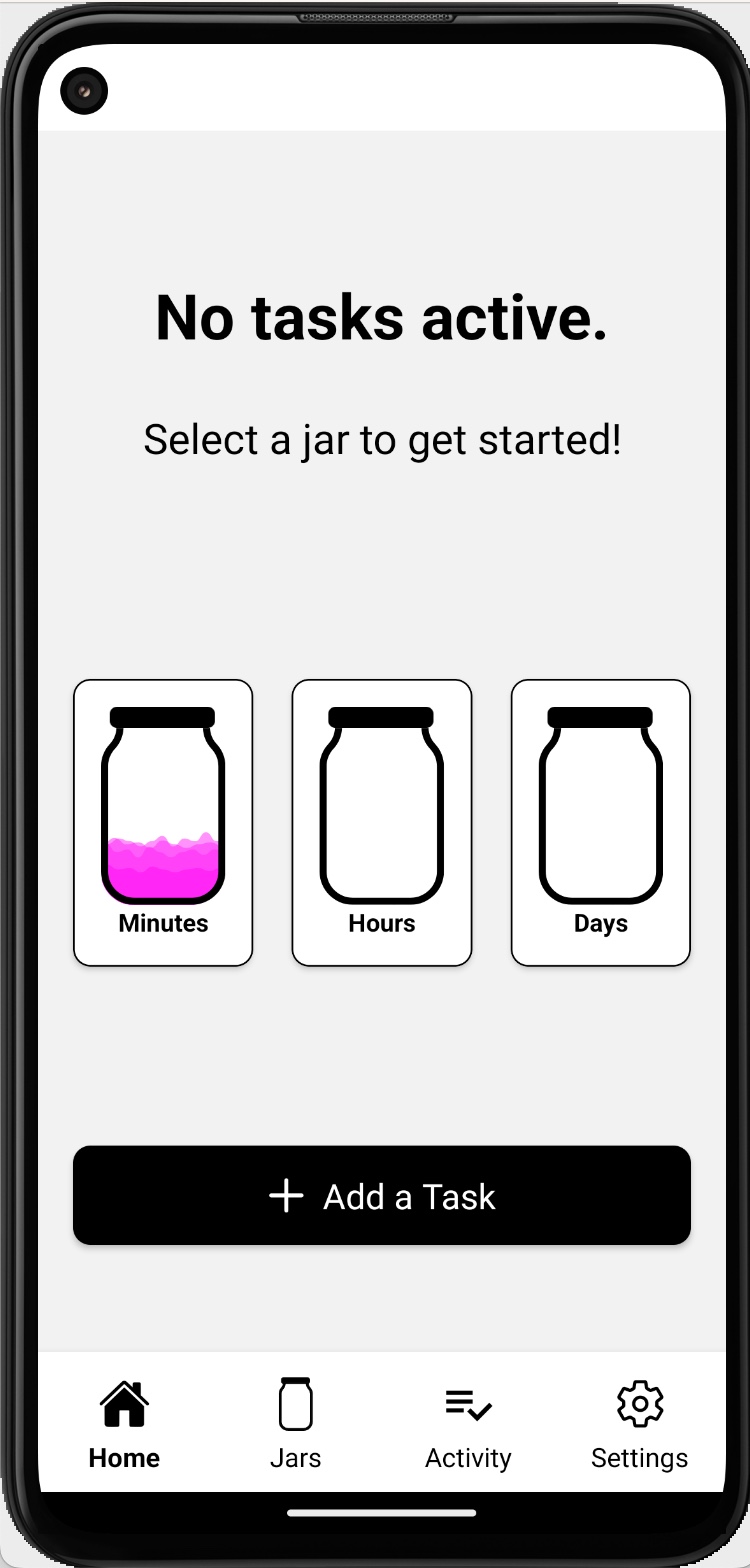 No tasks active.
Select a jar to get started!
Minutes Hours Days
Add a Task
Home Jars Activity Settings